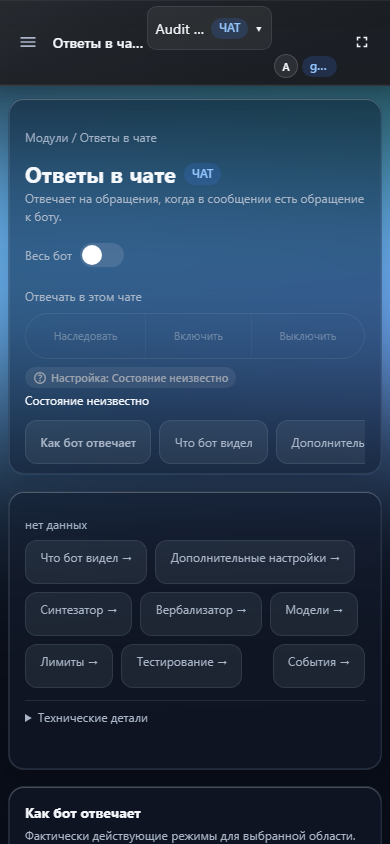 Ответы в ча...
Audit ... ЧАТ ▾
A g...
Модули / Ответы в чате
Ответы в чате ЧАТ
Отвечает на обращения, когда в сообщении есть обращение
к боту.
Весь бот
Отвечать в этом чате
Наследовать Включить Выключить
? Настройка: Состояние неизвестно
Состояние неизвестно
Как бот отвечает Что бот видел Дополнитель
нет данных
Что бот видел → Дополнительные настройки →
Синтезатор → Вербализатор → Модели →
Лимиты → Тестирование → События →
▶ Технические детали
Как бот отвечает
Фактически действующие режимы для выбранной области.